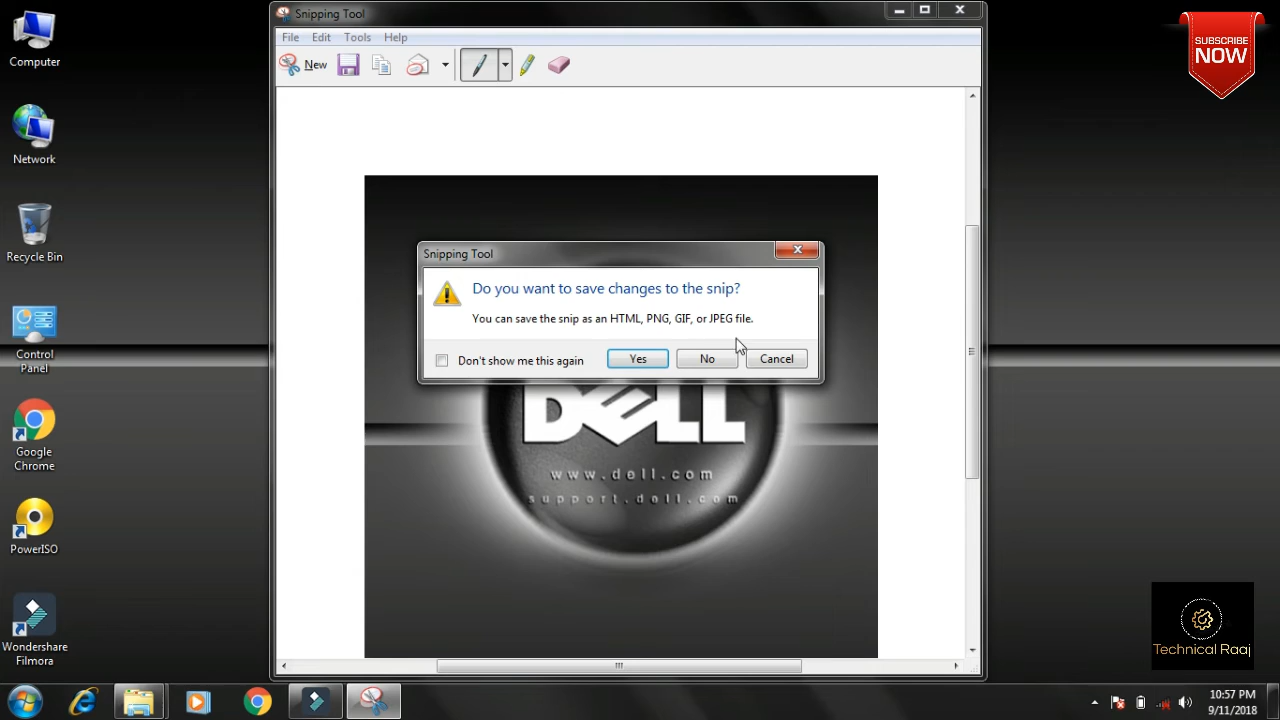 Computer
Network
Recycle Bin
Control
Panel
Google
Chrome
PowerISO
Wondershare
Filmora
Snipping Tool
File Edit Tools Help
New
Snipping Tool
Do you want to save changes to the snip?
You can save the snip as an HTML, PNG, GIF, or JPEG file.
Don't show me this again
Yes
No
Cancel
DELL
www.dell.com
support.dell.com
SUBSCRIBE
NOW
Technical Raaj
10:57 PM
9/11/2018